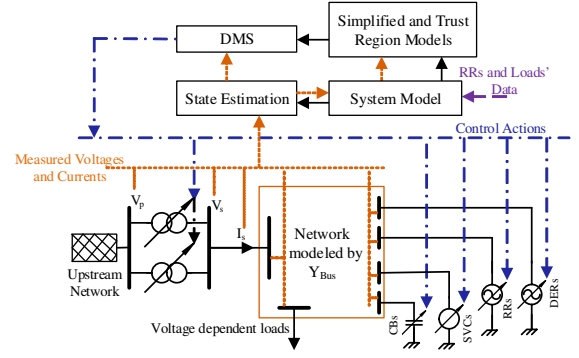 DMS
Simplified and Trust
Region Models
State Estimation
System Model
RRs and Loads'
Data
Control Actions
Measured Voltages
and Currents
Vp
Vs
Is
Upstream
Network
Network
modeled by
YBus
Voltage dependent loads
CBs
SVCs
RRs
DERs